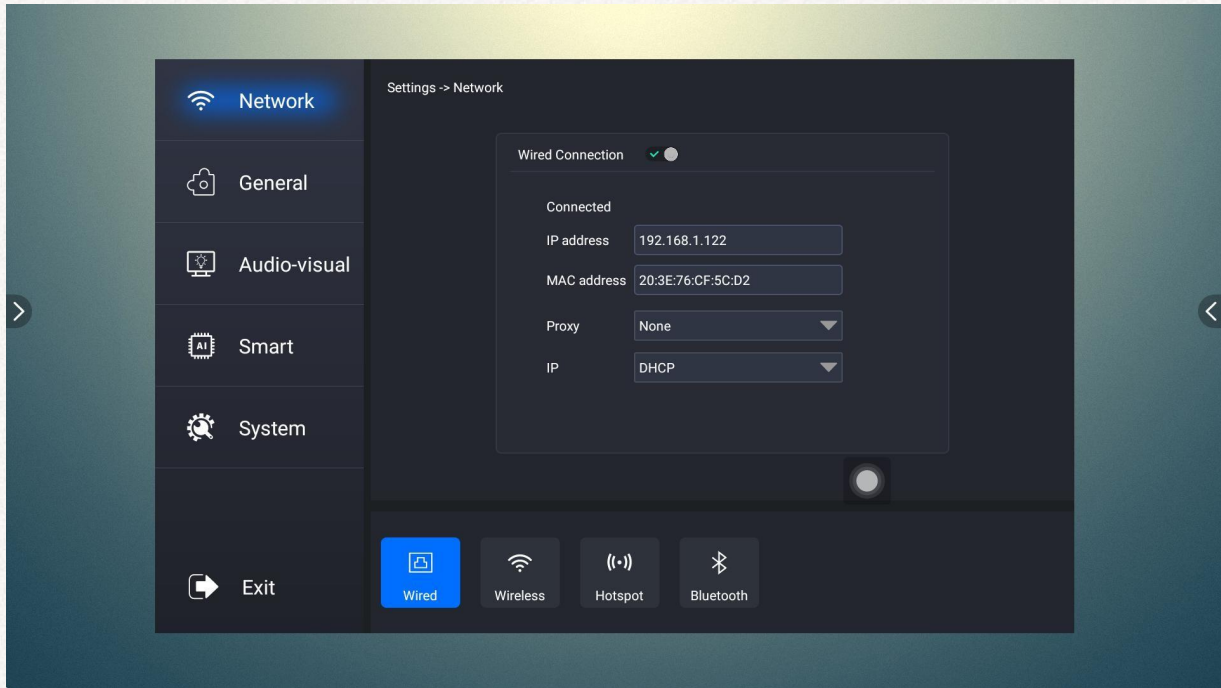 Settings -> Network
Network
General
Audio-visual
AI
Smart
System
Exit
Wired Connection
Connected
IP address 192.168.1.122
MAC address 20:3E:76:CF:5C:D2
Proxy None
IP DHCP
Wired
Wireless
Hotspot
Bluetooth